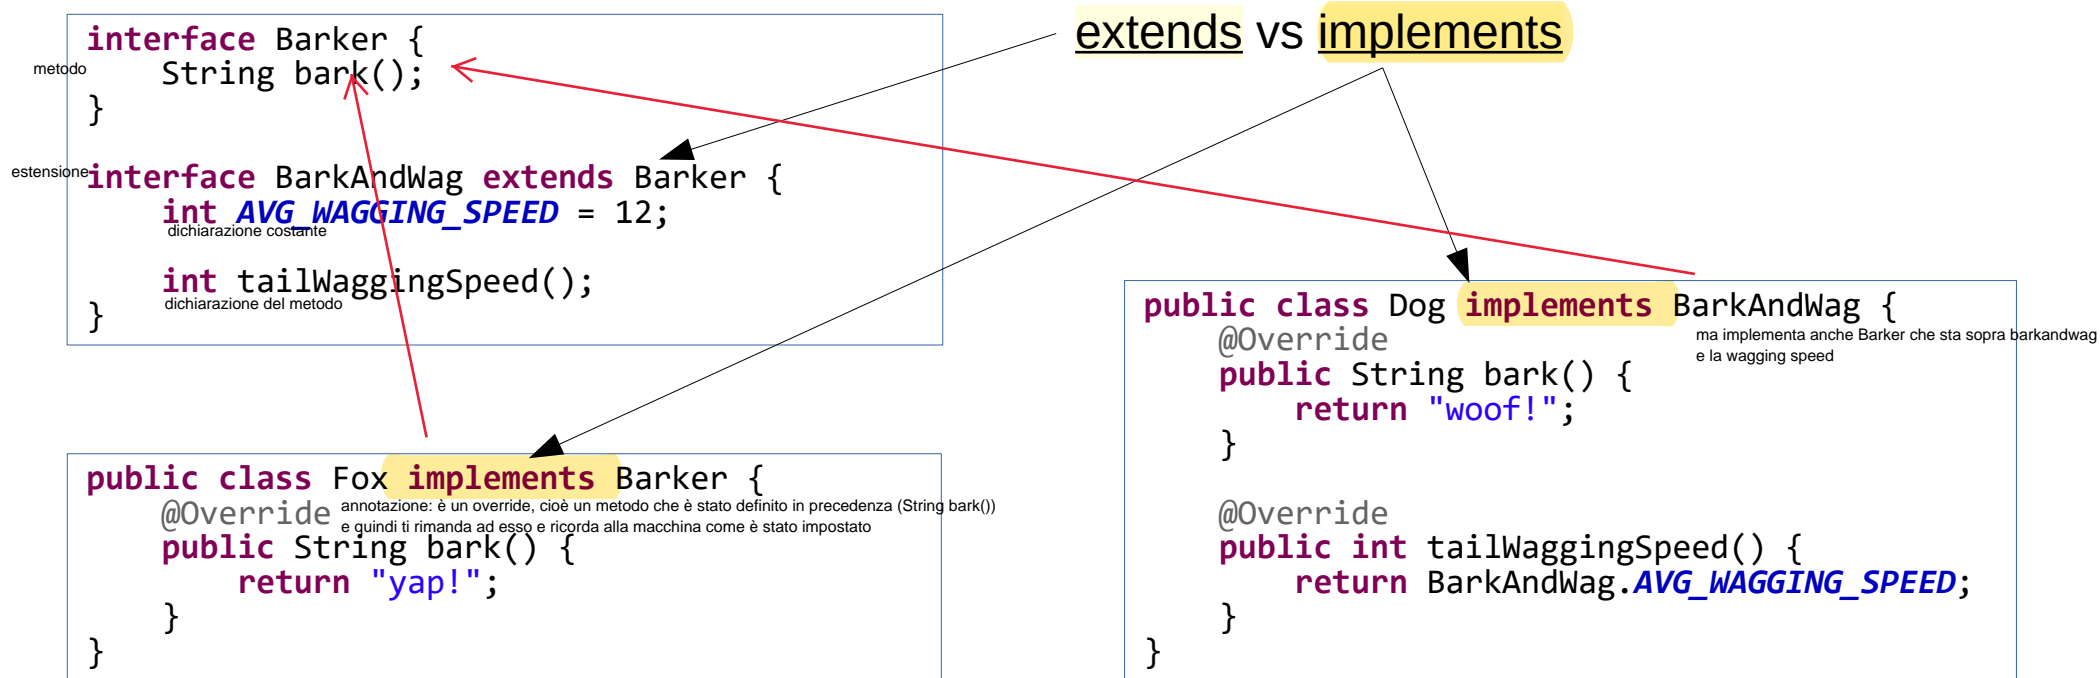 extends vs implements
interface Barker {
metodo
String bark();
}
estensione
interface BarkAndWag extends Barker {
int AVG_WAGGING_SPEED = 12;
dichiarazione costante
int tailWaggingSpeed();
dichiarazione del metodo
}
public class Fox implements Barker {
@Override
annotazione: è un override, cioè un metodo che è stato definito in precedenza (String bark())
e quindi ti rimanda ad esso e ricorda alla macchina come è stato impostato
public String bark() {
return "yap!";
}
}
public class Dog implements BarkAndWag {
@Override
ma implementa anche Barker che sta sopra barkandwag
e la wagging speed
public String bark() {
return "woof!";
}
@Override
public int tailWaggingSpeed() {
return BarkAndWag.AVG_WAGGING_SPEED;
}
}